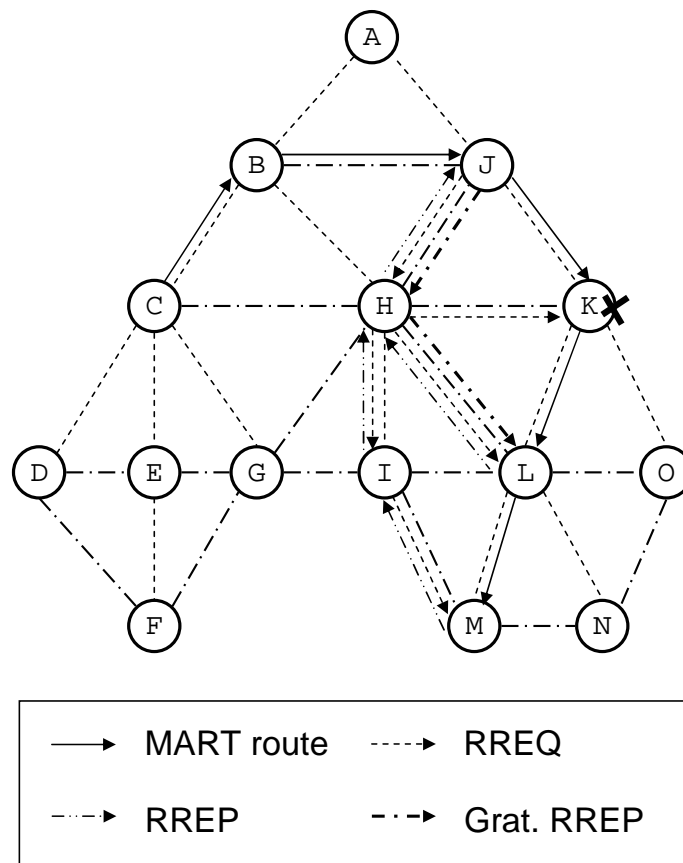 A
B J
C H K
D E G I L O
F M N
MART route RREQ
RREP Grat. RREP